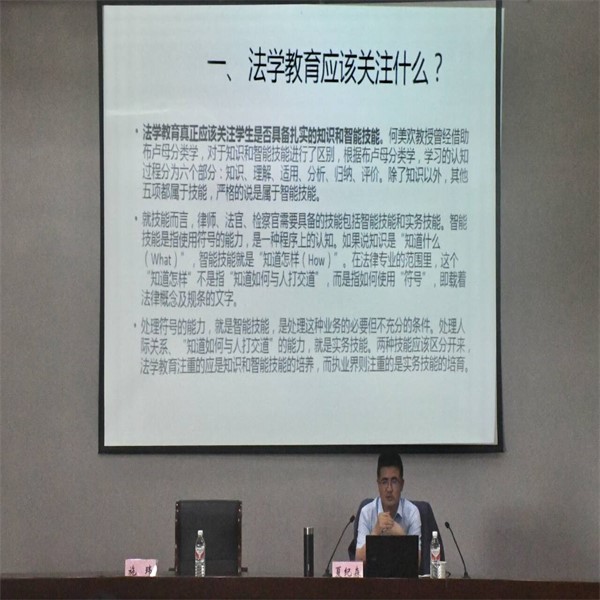 一、法学教育应该关注什么？
• 法学教育真正应该关注学生是否具备扎实的知识和智能技能。何美欢教授曾经借助
布卢母分类学，对于知识和智能技能进行了区别，根据布卢母分类学，学习的认知
过程分为六个部分：知识、理解、适用、分析、归纳、评价。除了知识以外，其他
五项都属于技能，严格的说是属于智能技能。
• 就技能而言，律师、法官、检察官需要具备的技能包括智能技能和实务技能。智能
技能是指使用符号的能力，是一种程序上的认知。如果说知识是“知道什么
（What）”，智能技能就是“知道怎样（How）”。在法律专业的范围里，这个
“知道怎样”不是指“知道如何与人打交道”，而是指如何使用“符号”，即载着
法律概念及规条的文字。
• 处理符号的能力，就是智能技能，是处理这种业务的必要但不充分的条件。处理人
际关系、“知道如何与人打交道”的能力，就是实务技能。两种技能应该区分开来，
法学教育注重的应是知识和智能技能的培养，而执业界则注重的是实务技能的培育。
施 玮
夏纪森